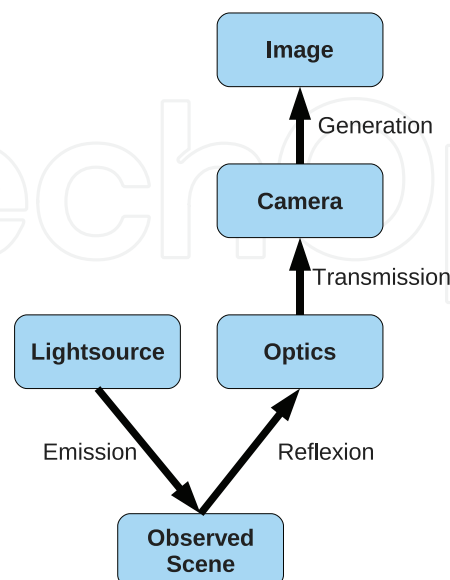 Image
Generation
Camera
Transmission
Lightsource
Optics
Emission
Reflexion
Observed
Scene